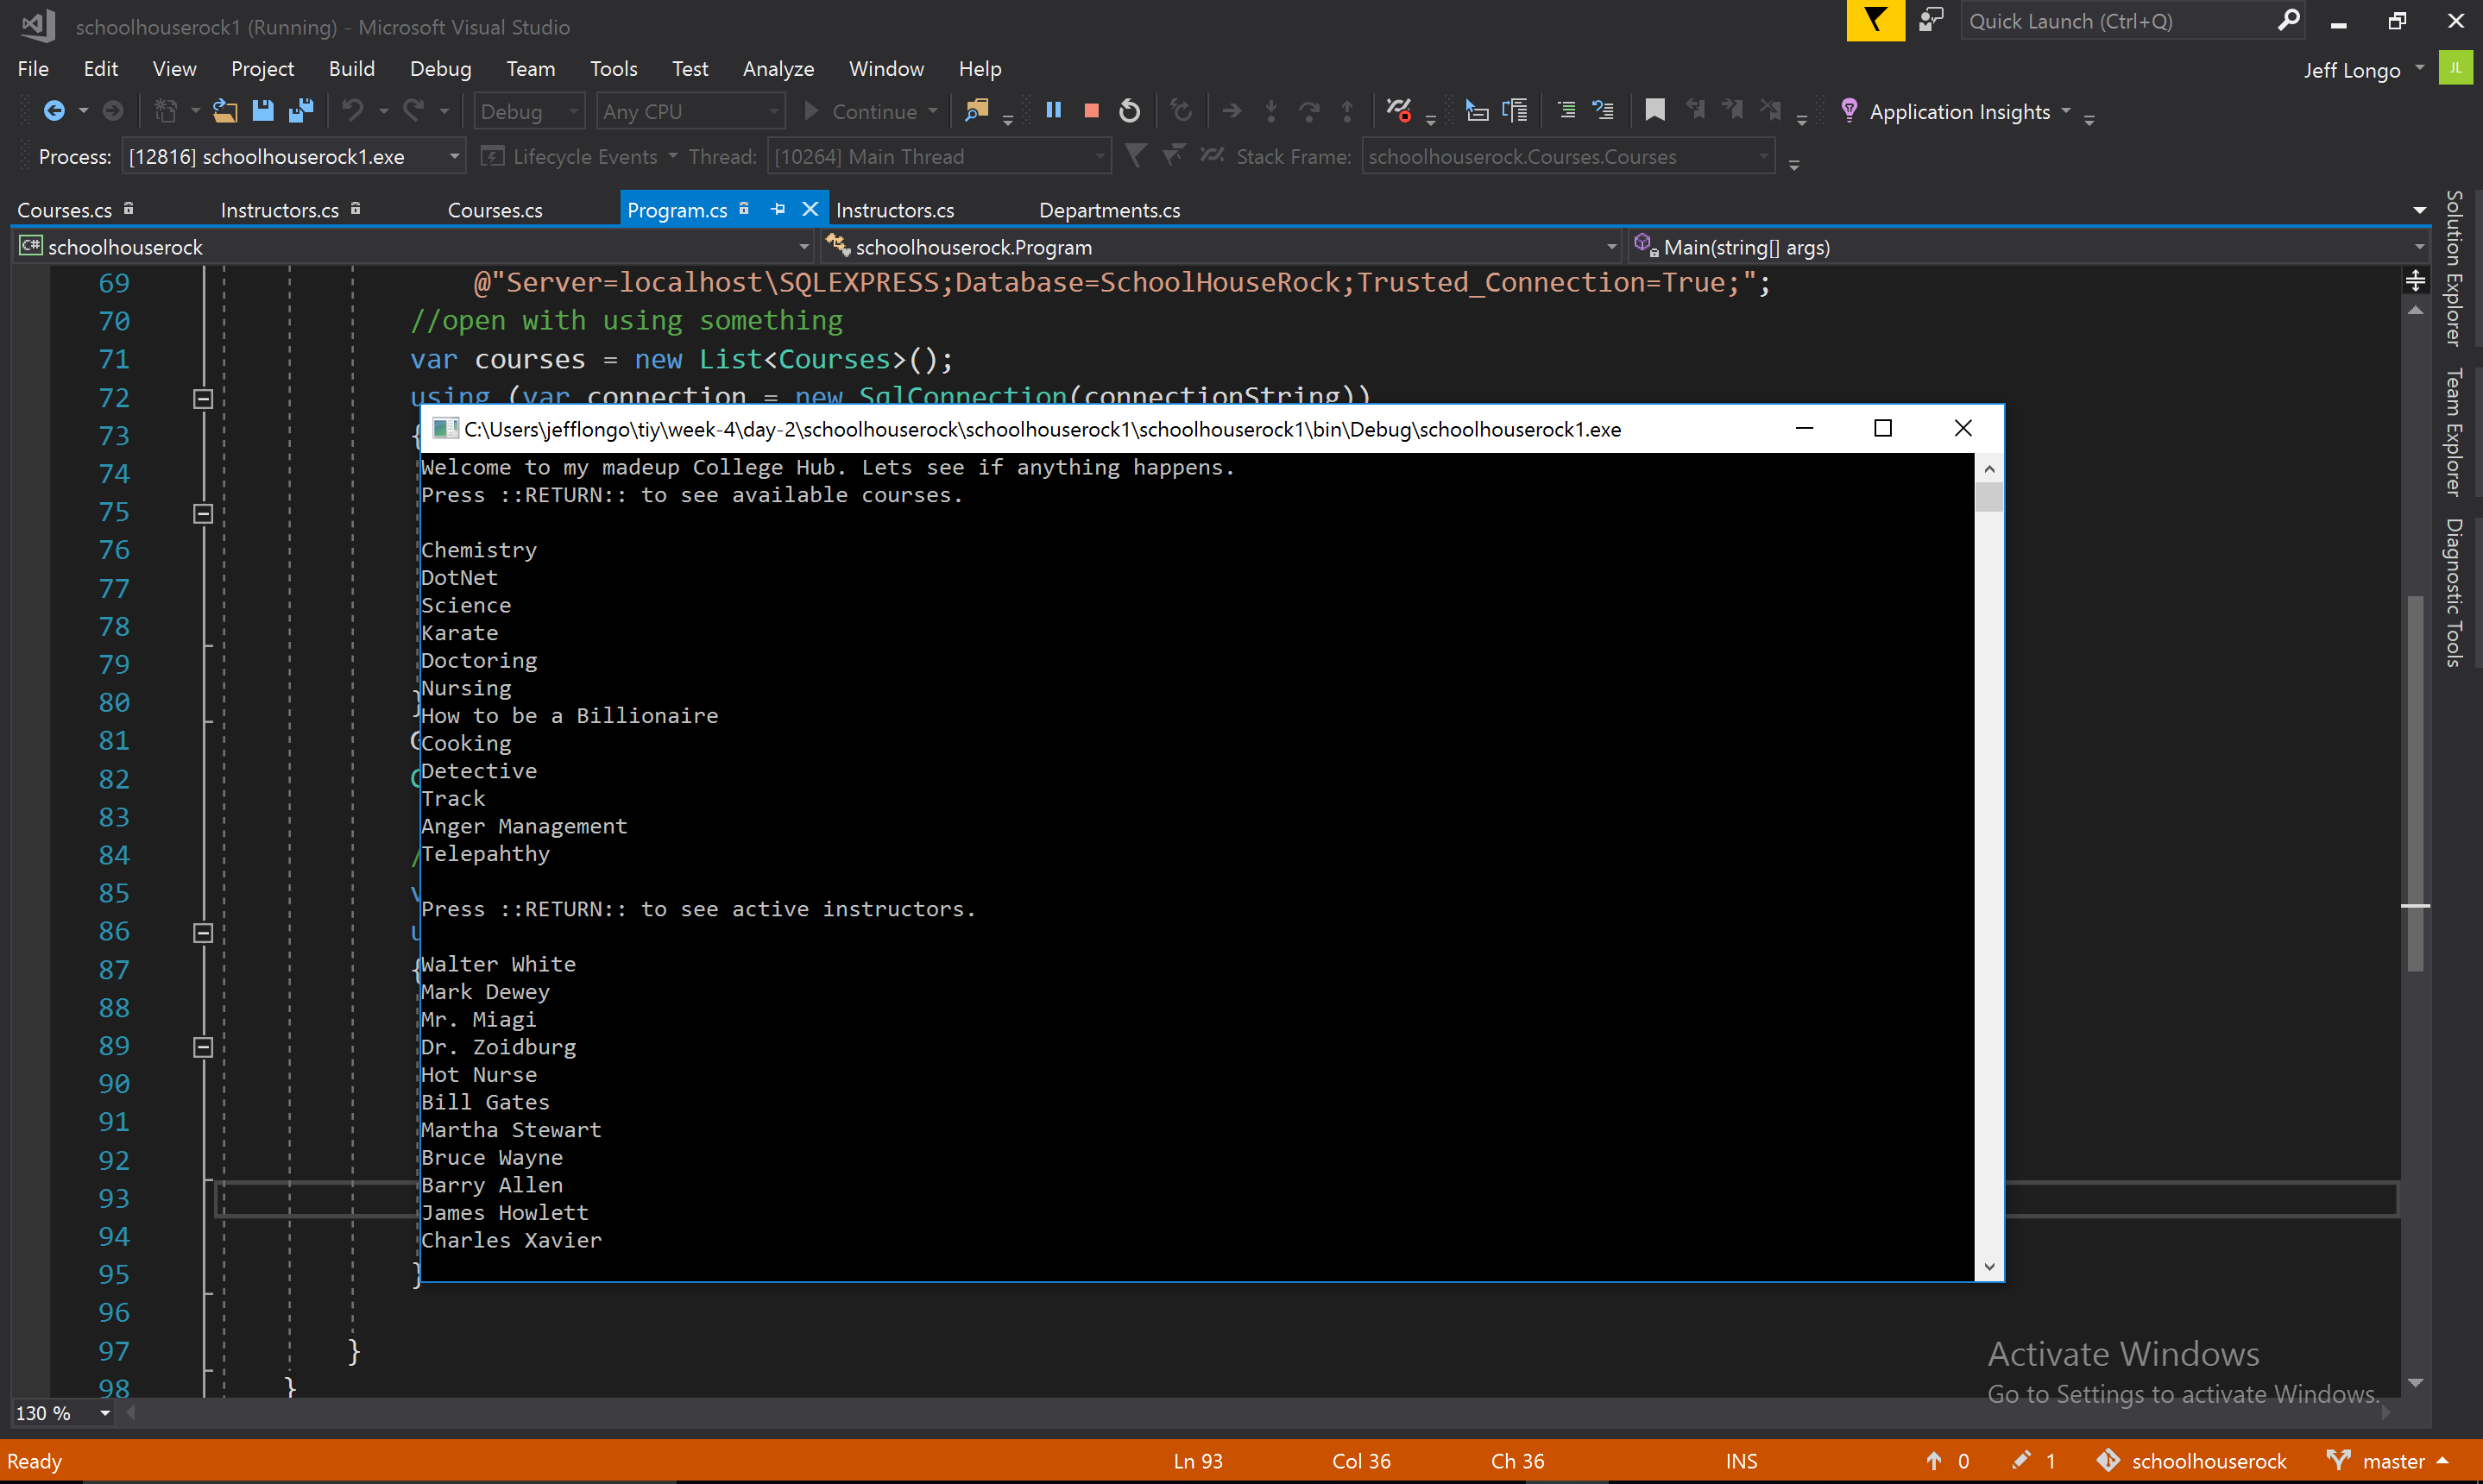 schoolhouserock1 (Running) - Microsoft Visual Studio
Quick Launch (Ctrl+Q)
File Edit View Project Build Debug Team Tools Test Analyze Window Help
Jeff Longo JL
Debug Any CPU Continue Application Insights
Process: [12816] schoolhouserock1.exe Lifecycle Events Thread: [10264] Main Thread Stack Frame: schoolhouserock.Courses.Courses
Courses.cs Instructors.cs Courses.cs Program.cs Instructors.cs Departments.cs
C# schoolhouserock schoolhouserock.Program Main(string[] args)
69 @"Server=localhost\SQLEXPRESS;Database=SchoolHouseRock;Trusted_Connection=True;";
70 //open with using something
71 var courses = new List<Courses>();
72 using (var connection = new SqlConnection(connectionString))
73 {
74
75
76
77
78
79
80 }
81
82
83
84 /
85
86
87 {
88
89
90
91
92
93
94
95 }
96
97 }
98 }
C:\Users\jefflongo\tiy\week-4\day-2\schoolhouserock\schoolhouserock1\schoolhouserock1\bin\Debug\schoolhouserock1.exe
Welcome to my madeup College Hub. Lets see if anything happens.
Press ::RETURN:: to see available courses.
Chemistry
DotNet
Science
Karate
Doctoring
Nursing
How to be a Billionaire
Cooking
Detective
Track
Anger Management
Telepahthy
Press ::RETURN:: to see active instructors.
Walter White
Mark Dewey
Mr. Miagi
Dr. Zoidburg
Hot Nurse
Bill Gates
Martha Stewart
Bruce Wayne
Barry Allen
James Howlett
Charles Xavier
Solution Explorer
Team Explorer
Diagnostic Tools
Activate Windows
Go to Settings to activate Windows.
130 %
Ready Ln 93 Col 36 Ch 36 INS 0 1 schoolhouserock master